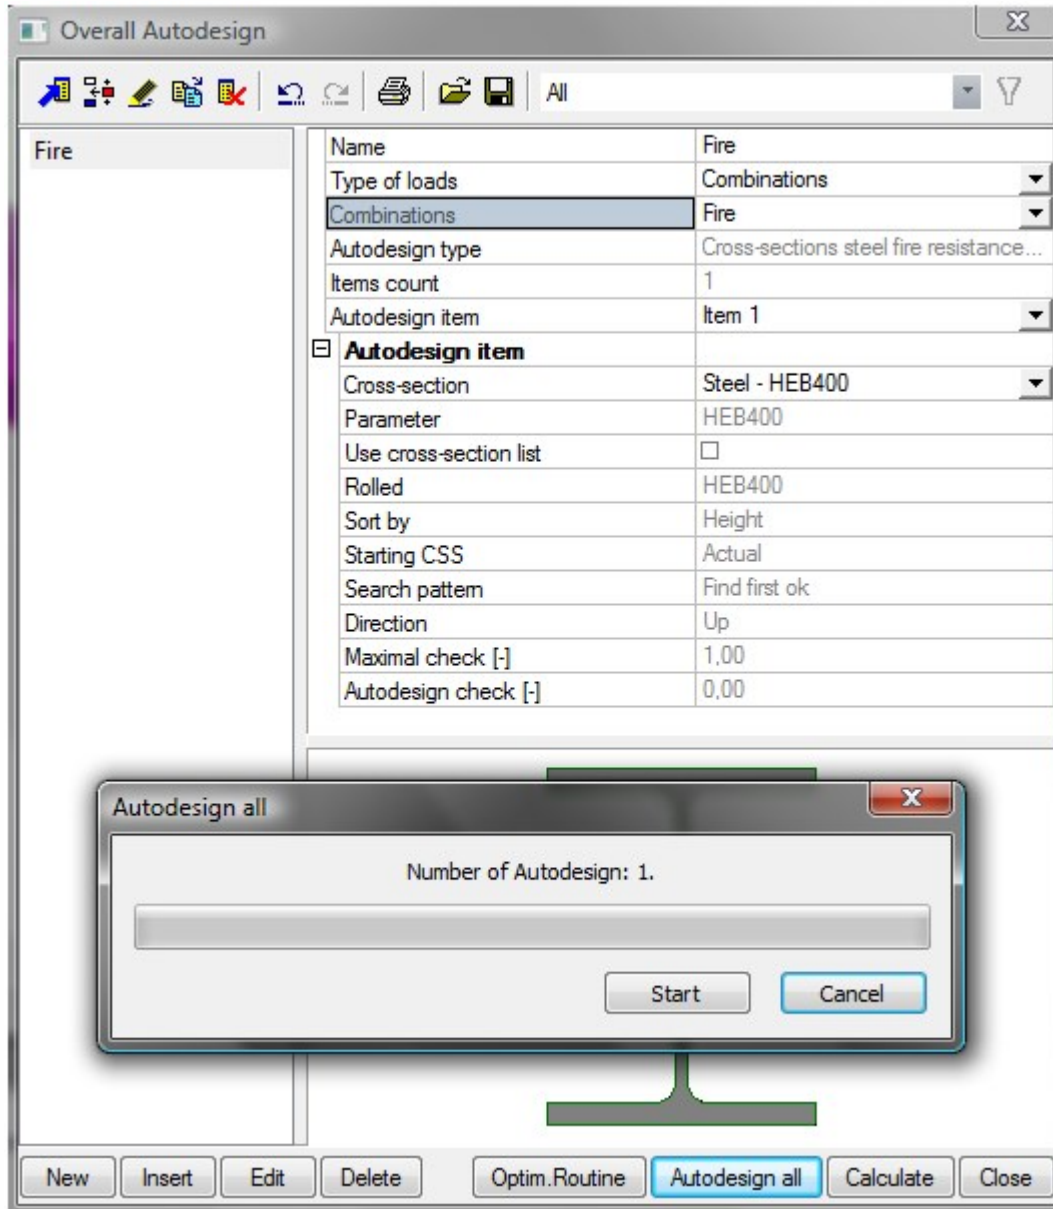 Overall Autodesign
All
Fire
Name Fire
Type of loads Combinations
Combinations Fire
Autodesign type Cross-sections steel fire resistance...
Items count 1
Autodesign item Item 1
Autodesign item
Cross-section Steel - HEB400
Parameter HEB400
Use cross-section list
Rolled HEB400
Sort by Height
Starting CSS Actual
Search pattern Find first ok
Direction Up
Maximal check [-] 1,00
Autodesign check [-] 0,00
Autodesign all
Number of Autodesign: 1.
Start Cancel
New Insert Edit Delete Optim.Routine Autodesign all Calculate Close